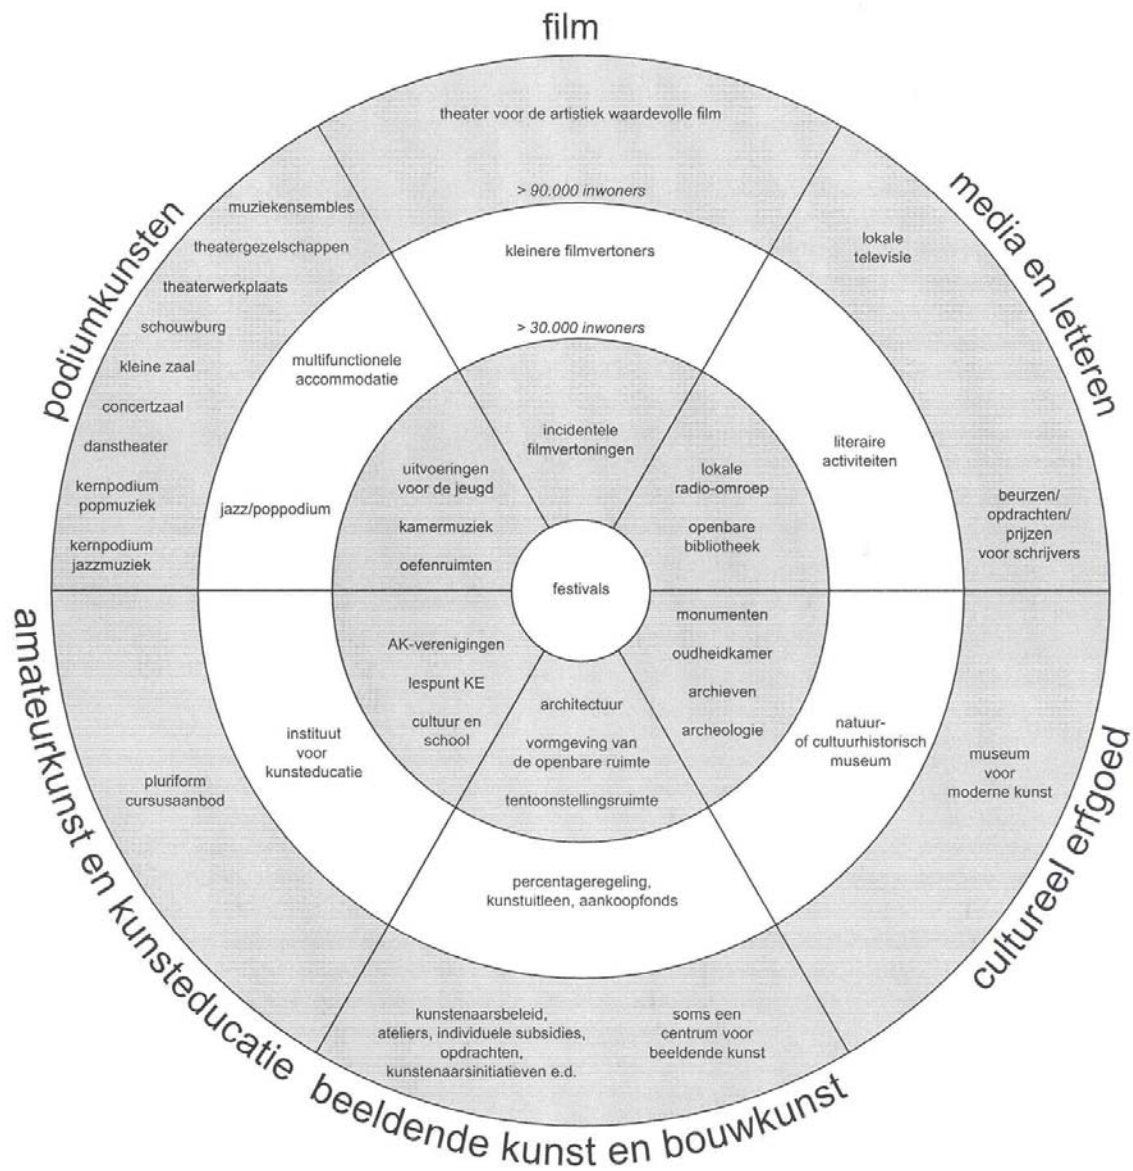 film
theater voor de artistiek waardevolle film
> 90.000 inwoners
kleinere filmvertoners
> 30.000 inwoners
incidentele
filmvertoningen
media en letteren
lokale
televisie
beurzen/
opdrachten/
prijzen
voor schrijvers
literaire
activiteiten
lokale
radio-omroep
openbare
bibliotheek
podiumkunsten
muziekensembles
theatergezelschappen
theaterwerkplaats
schouwburg
kleine zaal
concertzaal
danstheater
kernpodium
popmuziek
kernpodium
jazzmuziek
multifunctionele
accommodatie
jazz/poppodium
uitvoeringen
voor de jeugd
kamermuziek
oefenruimten
festivals
amateurkunst en kunsteducatie
pluriform
cursusaanbod
instituut
voor
kunsteducatie
AK-verenigingen
lespunt KE
cultuur en
school
beeldende kunst en bouwkunst
architectuur
vormgeving van
de openbare ruimte
tentoonstellingsruimte
percentageregeling,
kunstuitleen, aankoopfonds
kunstenaarsbeleid,
ateliers, individuele subsidies,
opdrachten,
kunstenaarsinitiatieven e.d.
soms een
centrum voor
beeldende kunst
cultureel erfgoed
monumenten
oudheidkamer
archieven
archeologie
natuur-
of cultuurhistorisch
museum
museum
voor
moderne kunst